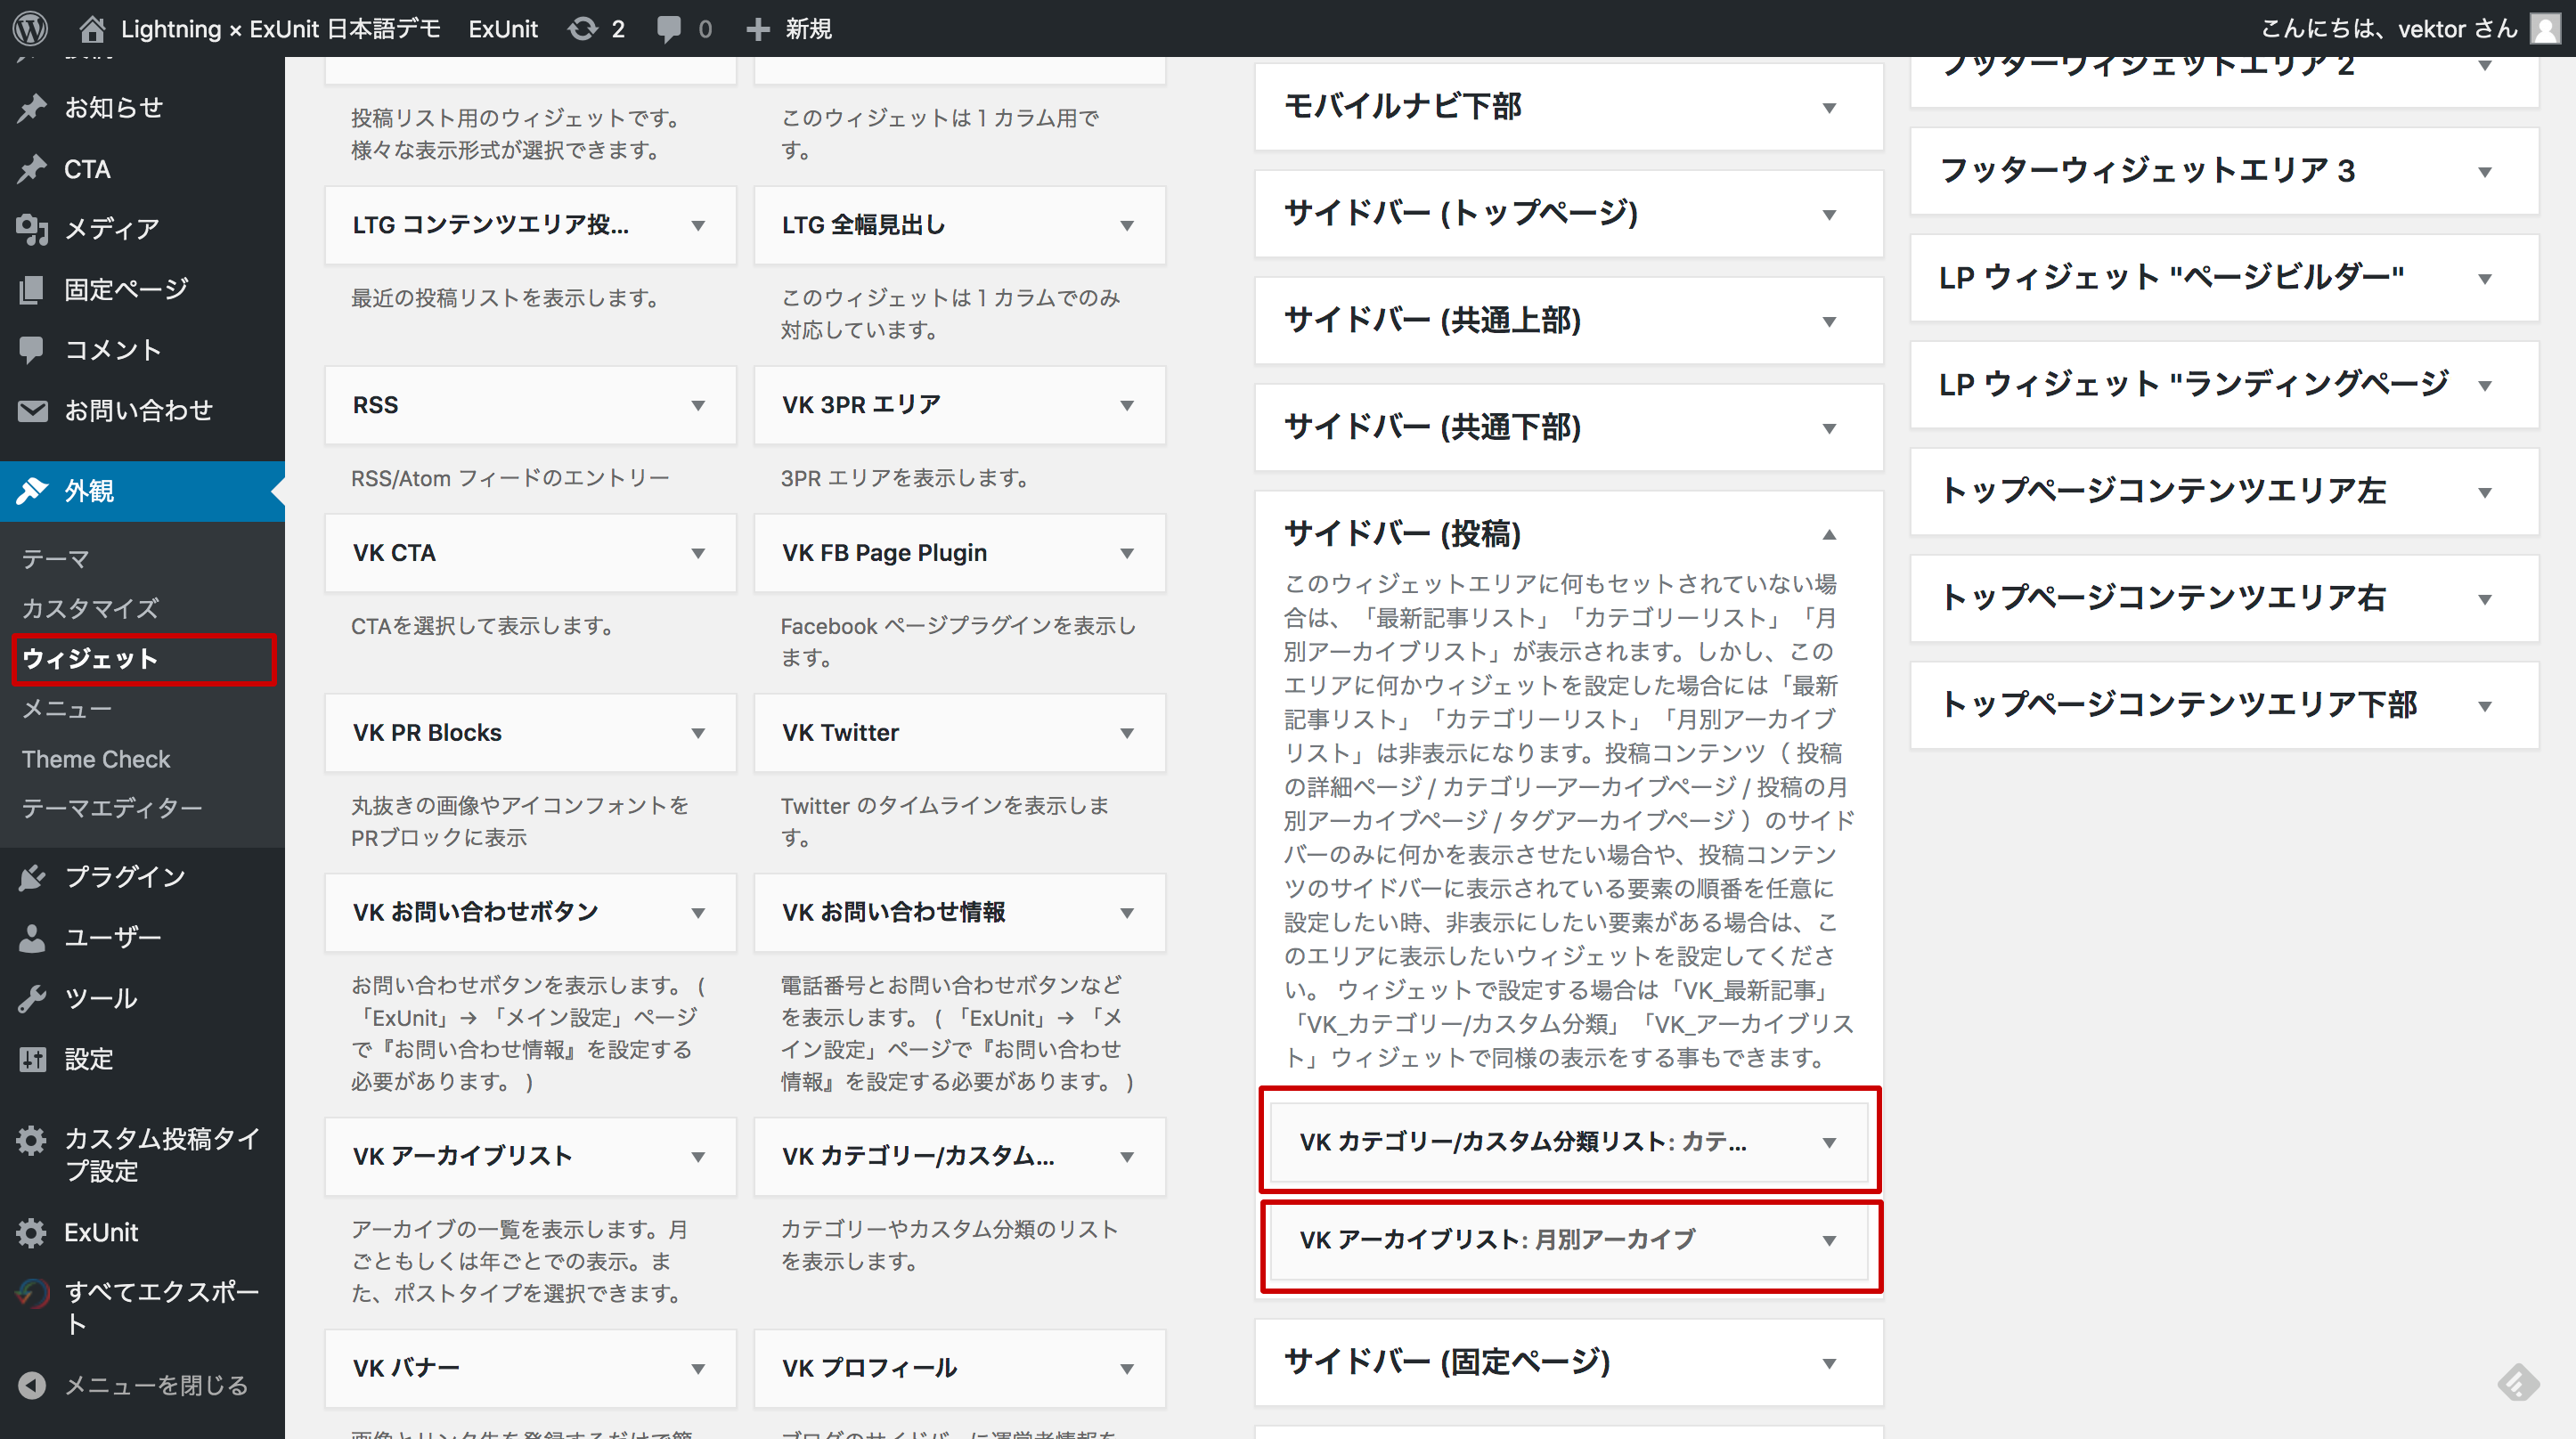 Lightning × ExUnit 日本語デモ
ExUnit
2
0
新規
こんにちは、vektor さん
お知らせ
CTA
メディア
固定ページ
コメント
お問い合わせ
外観
テーマ
カスタマイズ
ウィジェット
メニュー
Theme Check
テーマエディター
プラグイン
ユーザー
ツール
設定
カスタム投稿タイ
プ設定
ExUnit
すべてエクスポー
ト
メニューを閉じる
投稿リスト用のウィジェットです。
様々な表示形式が選択できます。
このウィジェットは 1 カラム用で
す。
LTG コンテンツエリア投...
LTG 全幅見出し
最近の投稿リストを表示します。
このウィジェットは 1 カラムでのみ
対応しています。
RSS
VK 3PR エリア
RSS/Atom フィードのエントリー
3PR エリアを表示します。
VK CTA
VK FB Page Plugin
CTAを選択して表示します。
Facebook ページプラグインを表示し
ます。
VK PR Blocks
VK Twitter
丸抜きの画像やアイコンフォントを
PRブロックに表示
Twitter のタイムラインを表示しま
す。
VK お問い合わせボタン
VK お問い合わせ情報
お問い合わせボタンを表示します。 (
「ExUnit」→ 「メイン設定」ページ
で『お問い合わせ情報』を設定する
必要があります。 )
電話番号とお問い合わせボタンなど
を表示します。 ( 「ExUnit」→ 「メ
イン設定」ページで『お問い合わせ
情報』を設定する必要があります。 )
VK アーカイブリスト
VK カテゴリー/カスタム...
アーカイブの一覧を表示します。月
ごともしくは年ごとでの表示。ま
た、ポストタイプを選択できます。
カテゴリーやカスタム分類のリスト
を表示します。
VK バナー
VK プロフィール
モバイルナビ下部
サイドバー (トップページ)
サイドバー (共通上部)
サイドバー (共通下部)
サイドバー (投稿)
このウィジェットエリアに何もセットされていない場
合は、「最新記事リスト」「カテゴリーリスト」「月
別アーカイブリスト」が表示されます。しかし、この
エリアに何かウィジェットを設定した場合には「最新
記事リスト」「カテゴリーリスト」「月別アーカイブ
リスト」は非表示になります。投稿コンテンツ（ 投稿
の詳細ページ / カテゴリーアーカイブページ / 投稿の月
別アーカイブページ / タグアーカイブページ ）のサイド
バーのみに何かを表示させたい場合や、投稿コンテン
ツのサイドバーに表示されている要素の順番を任意に
設定したい時、非表示にしたい要素がある場合は、こ
のエリアに表示したいウィジェットを設定してくださ
い。 ウィジェットで設定する場合は「VK_最新記事」
「VK_カテゴリー/カスタム分類」「VK_アーカイブリス
ト」ウィジェットで同様の表示をする事もできます。
VK カテゴリー/カスタム分類リスト: カテ...
VK アーカイブリスト: 月別アーカイブ
サイドバー (固定ページ)
フッターウィジェットエリア 2
フッターウィジェットエリア 3
LP ウィジェット "ページビルダー"
LP ウィジェット "ランディングページ
トップページコンテンツエリア左
トップページコンテンツエリア右
トップページコンテンツエリア下部